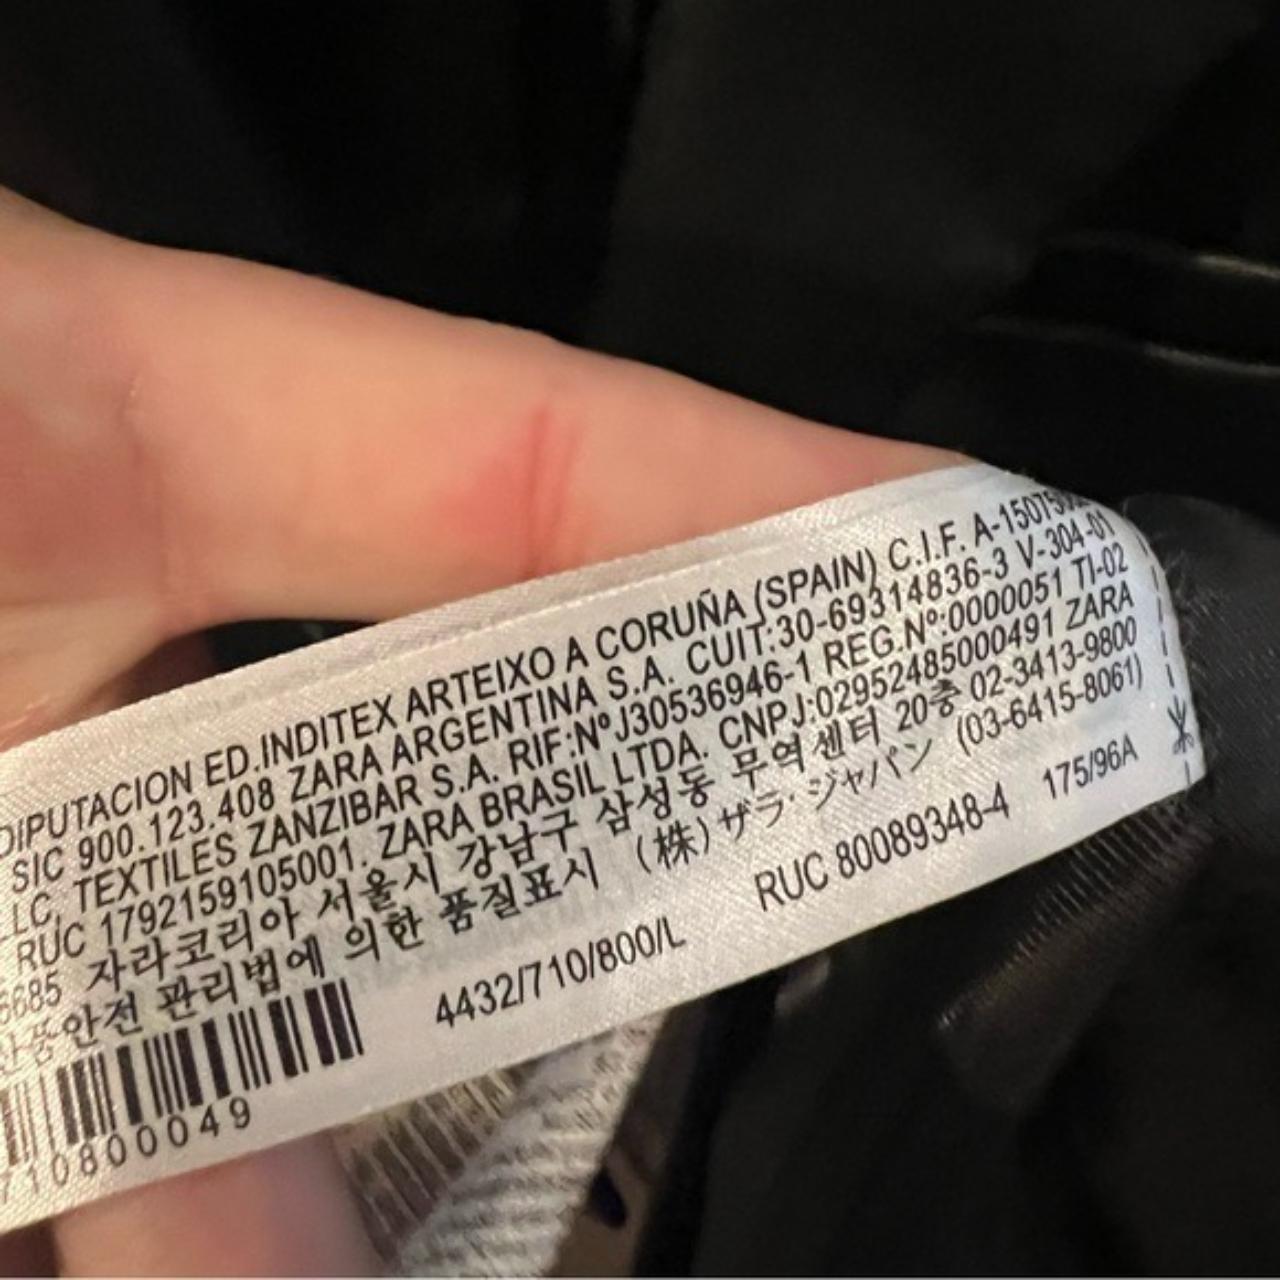 DIPUTACION ED.INDITEX ARTEIXO A CORUÑA (SPAIN) C.I.F.
SIC 900.123.408 ZARA ARGENTINA S.A. CUIT:30-69314836-3 V-304-01
LLC, TEXTILES ZANZIBAR S.A. RIF:NºJ30536946-1 REG.Nº:0000051 TI-02
RUC 1792159105001. ZARA BRASIL LTDA. CNPJ:02952485000491 ZARA
자라코리아 서울시 강남구 삼성동 무역센터 20층 02-3413-9800
안전 관리법에 의한 품질표시 (株)ザラ・ジャパン (03-6415-8061)
4432/710/800/L RUC 80089348-4 175/96A
710800049